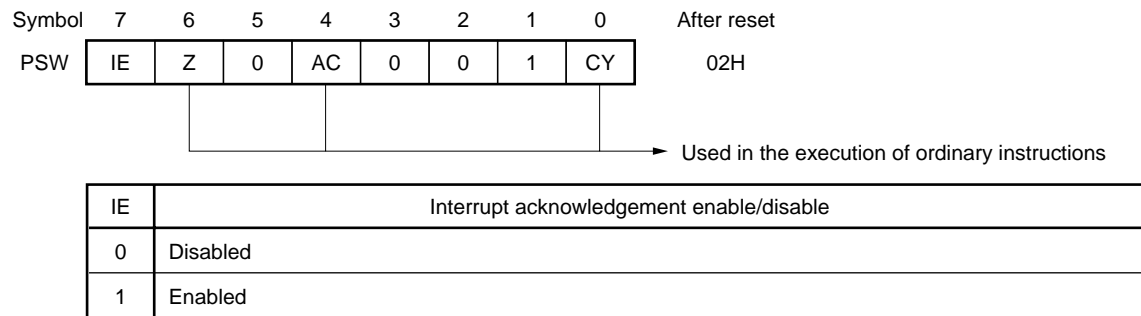 Symbol 7 6 5 4 3 2 1 0 After reset
PSW IE Z 0 AC 0 0 1 CY 02H
Used in the execution of ordinary instructions
IE Interrupt acknowledgement enable/disable
0 Disabled
1 Enabled